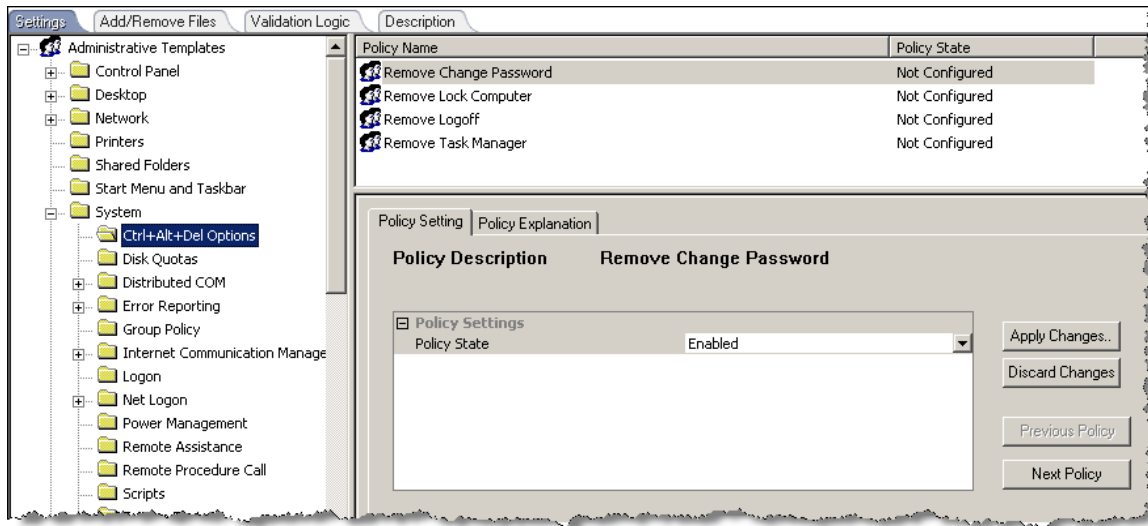 Settings
Add/Remove Files
Validation Logic
Description
Administrative Templates
Control Panel
Desktop
Network
Printers
Shared Folders
Start Menu and Taskbar
System
Ctrl+Alt+Del Options
Disk Quotas
Distributed COM
Error Reporting
Group Policy
Internet Communication Manage
Logon
Net Logon
Power Management
Remote Assistance
Remote Procedure Call
Scripts
Policy Name Policy State
Remove Change Password Not Configured
Remove Lock Computer Not Configured
Remove Logoff Not Configured
Remove Task Manager Not Configured
Policy Setting Policy Explanation
Policy Description Remove Change Password
Policy Settings
Policy State Enabled
Apply Changes..
Discard Changes
Previous Policy
Next Policy